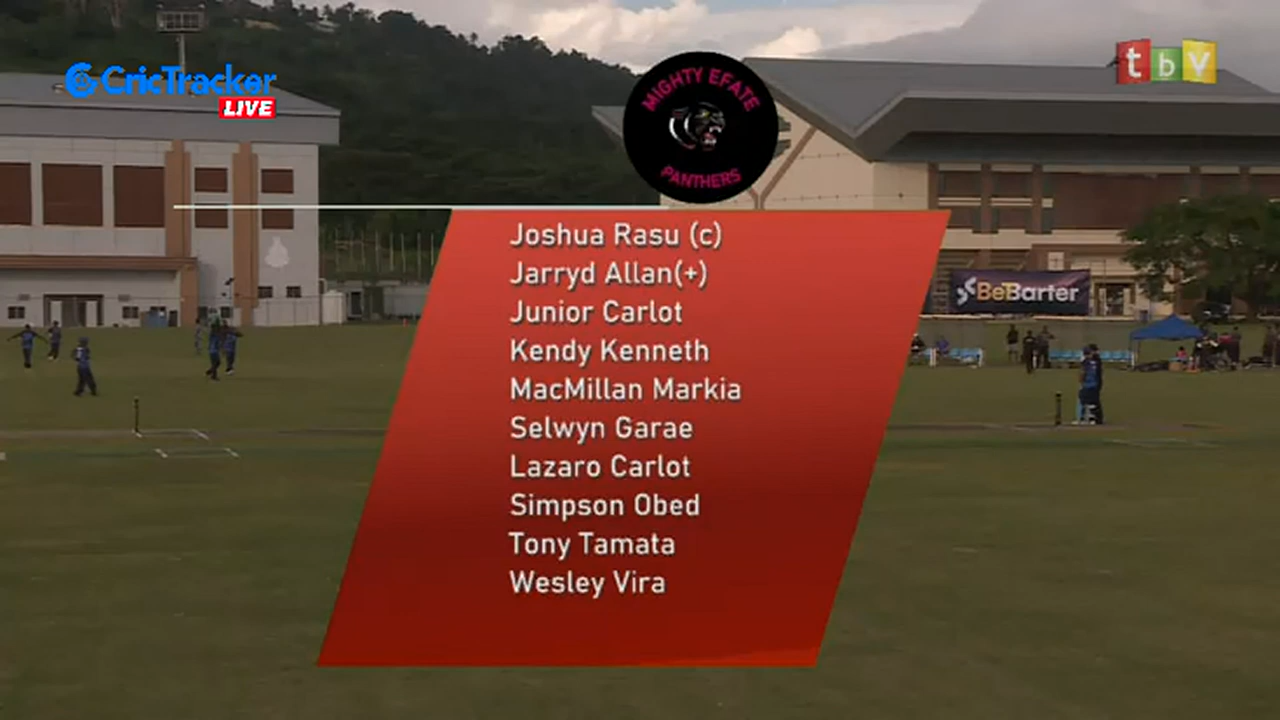 CricTracker
LIVE
MIGHTY EFATE
PANTHERS
tbv
Joshua Rasu (c)
Jarryd Allan(+)
Junior Carlot
Kendy Kenneth
MacMillan Markia
Selwyn Garae
Lazaro Carlot
Simpson Obed
Tony Tamata
Wesley Vira
BetBarter